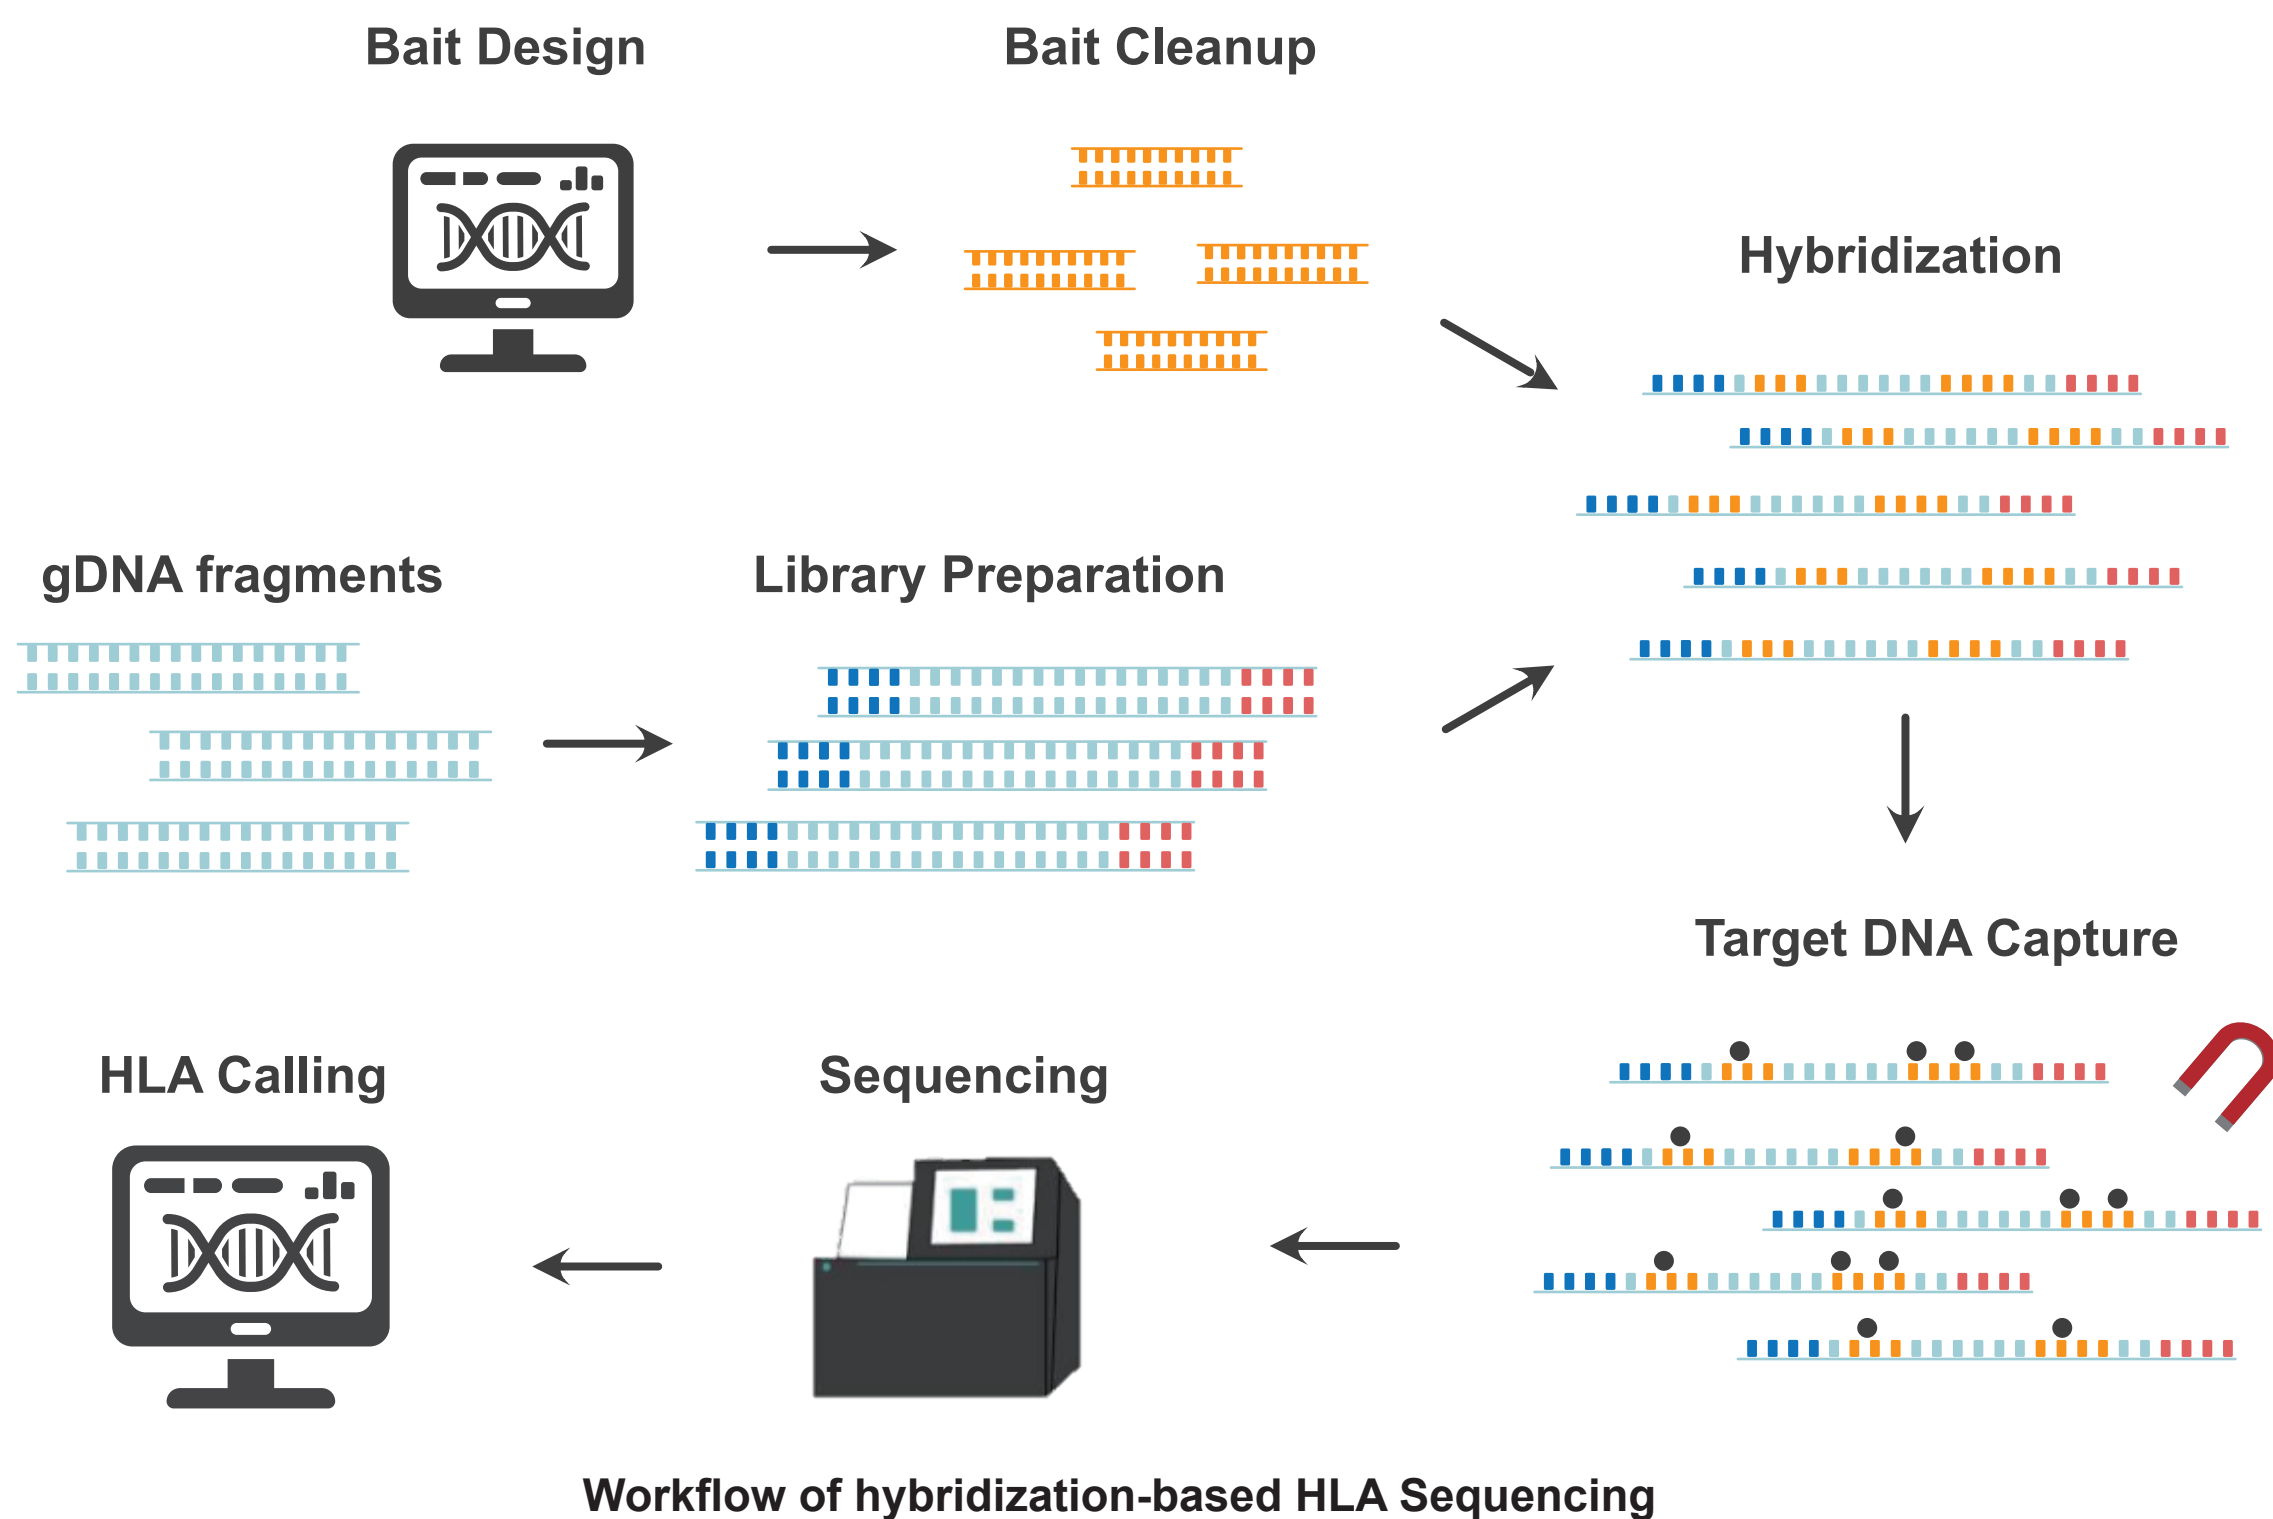 Bait Design
Bait Cleanup
Hybridization
gDNA fragments
Library Preparation
Target DNA Capture
HLA Calling
Sequencing
Workflow of hybridization-based HLA Sequencing